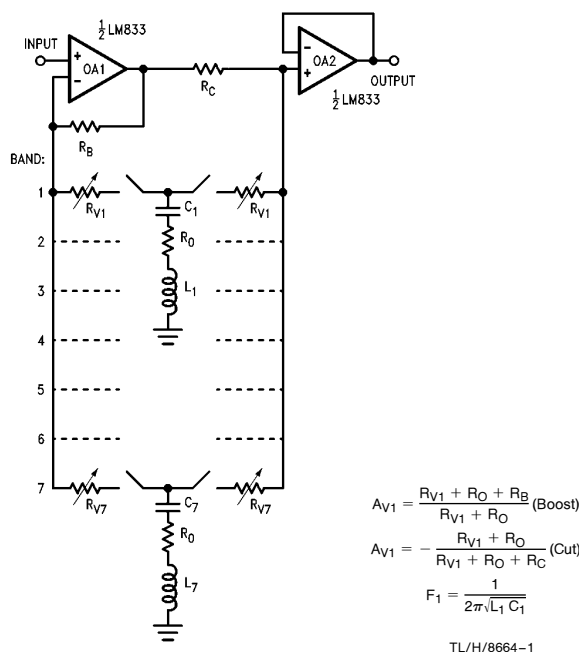 ½ LM833
INPUT
+
−
OA1
R_C
−
+
OA2
OUTPUT
½ LM833
R_B
BAND:
1
R_V1
C_1
R_O
L_1
R_V1
2
3
4
5
6
7
R_V7
C_7
R_O
L_7
R_V7
A_V1 = (R_V1 + R_O + R_B) / (R_V1 + R_O) (Boost)
A_V1 = − (R_V1 + R_O) / (R_V1 + R_O + R_C) (Cut)
F_1 = 1 / (2π√(L_1 C_1))
TL/H/8664–1